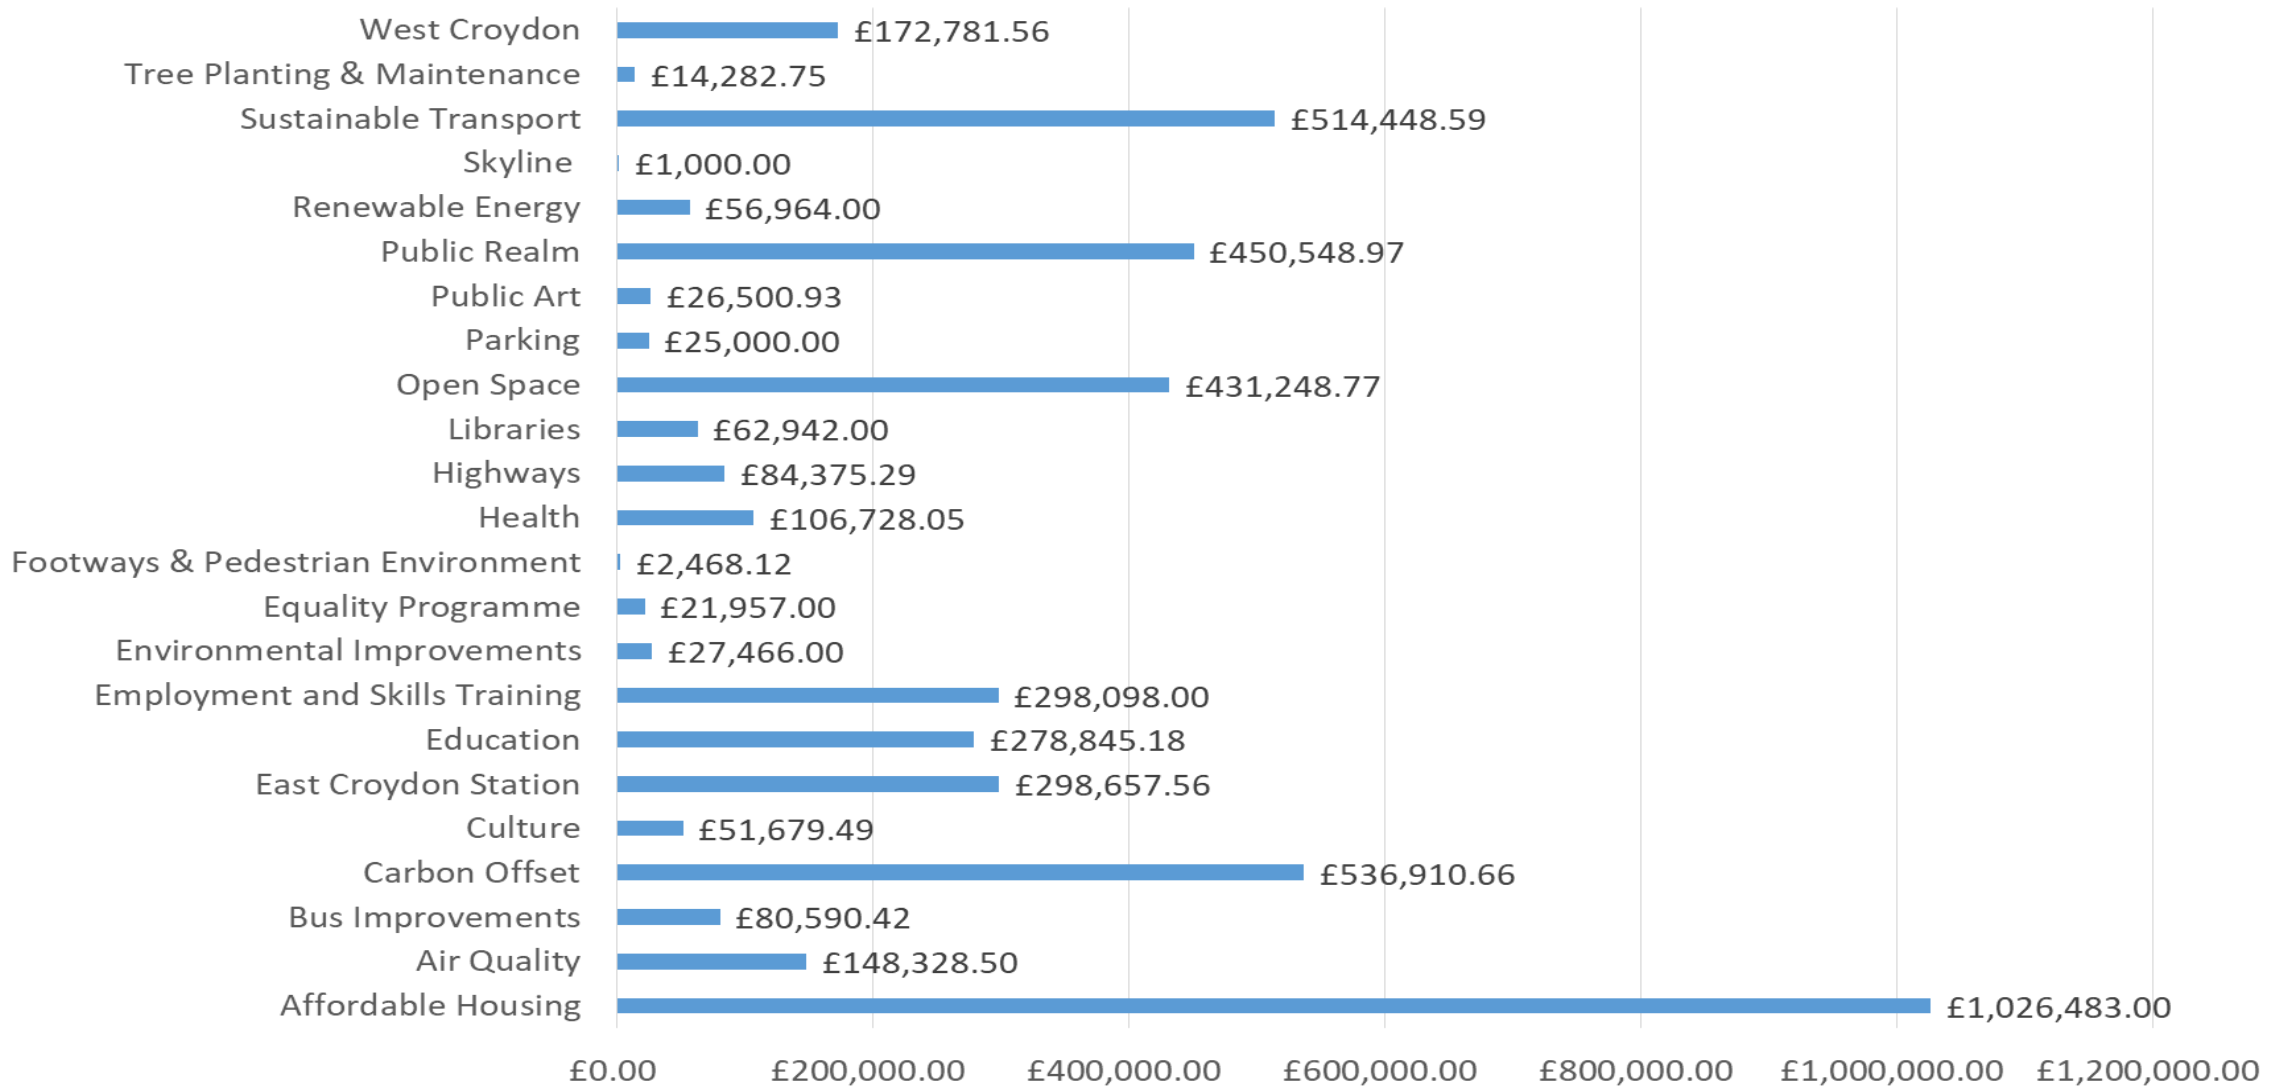 West Croydon £172,781.56
Tree Planting & Maintenance £14,282.75
Sustainable Transport £514,448.59
Skyline £1,000.00
Renewable Energy £56,964.00
Public Realm £450,548.97
Public Art £26,500.93
Parking £25,000.00
Open Space £431,248.77
Libraries £62,942.00
Highways £84,375.29
Health £106,728.05
Footways & Pedestrian Environment £2,468.12
Equality Programme £21,957.00
Environmental Improvements £27,466.00
Employment and Skills Training £298,098.00
Education £278,845.18
East Croydon Station £298,657.56
Culture £51,679.49
Carbon Offset £536,910.66
Bus Improvements £80,590.42
Air Quality £148,328.50
Affordable Housing £1,026,483.00
£0.00 £200,000.00 £400,000.00 £600,000.00 £800,000.00 £1,000,000.00 £1,200,000.00